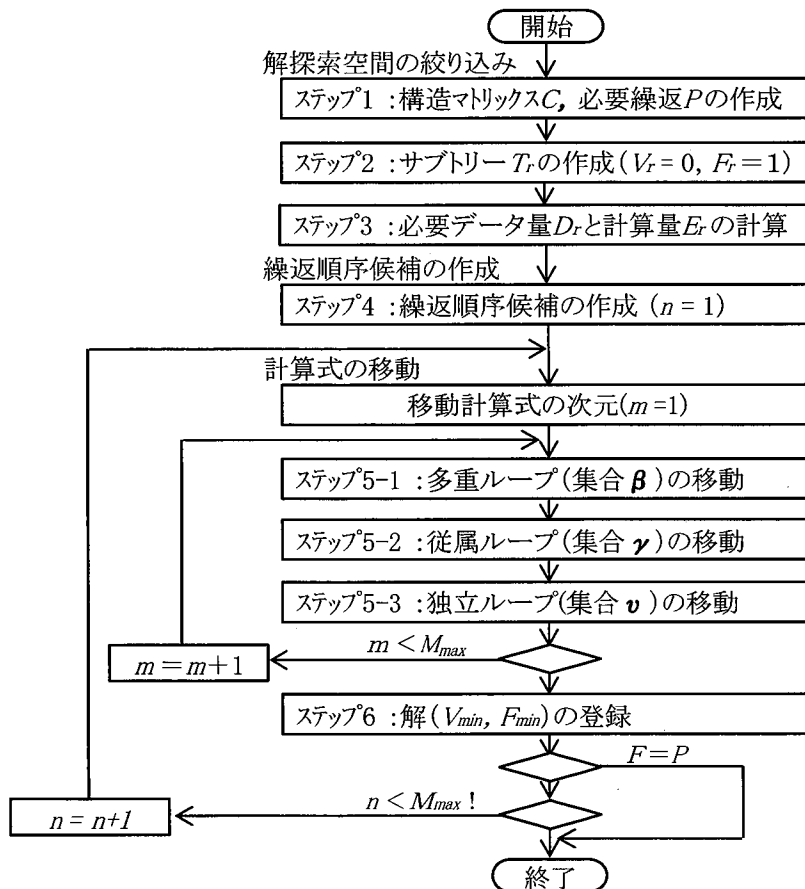 開始
解探索空間の絞り込み
ステップ1:構造マトリックスC, 必要繰返Pの作成
ステップ2:サブトリーTrの作成(Vr=0, Fr=1)
ステップ3:必要データ量Drと計算量Erの計算
繰返順序候補の作成
ステップ4:繰返順序候補の作成 (n=1)
計算式の移動
移動計算式の次元(m=1)
ステップ5-1:多重ループ(集合β)の移動
ステップ5-2:従属ループ(集合γ)の移動
ステップ5-3:独立ループ(集合υ)の移動
m<Mmax
m=m+1
ステップ6:解(Vmin, Fmin)の登録
F=P
n<Mmax!
n=n+1
終了